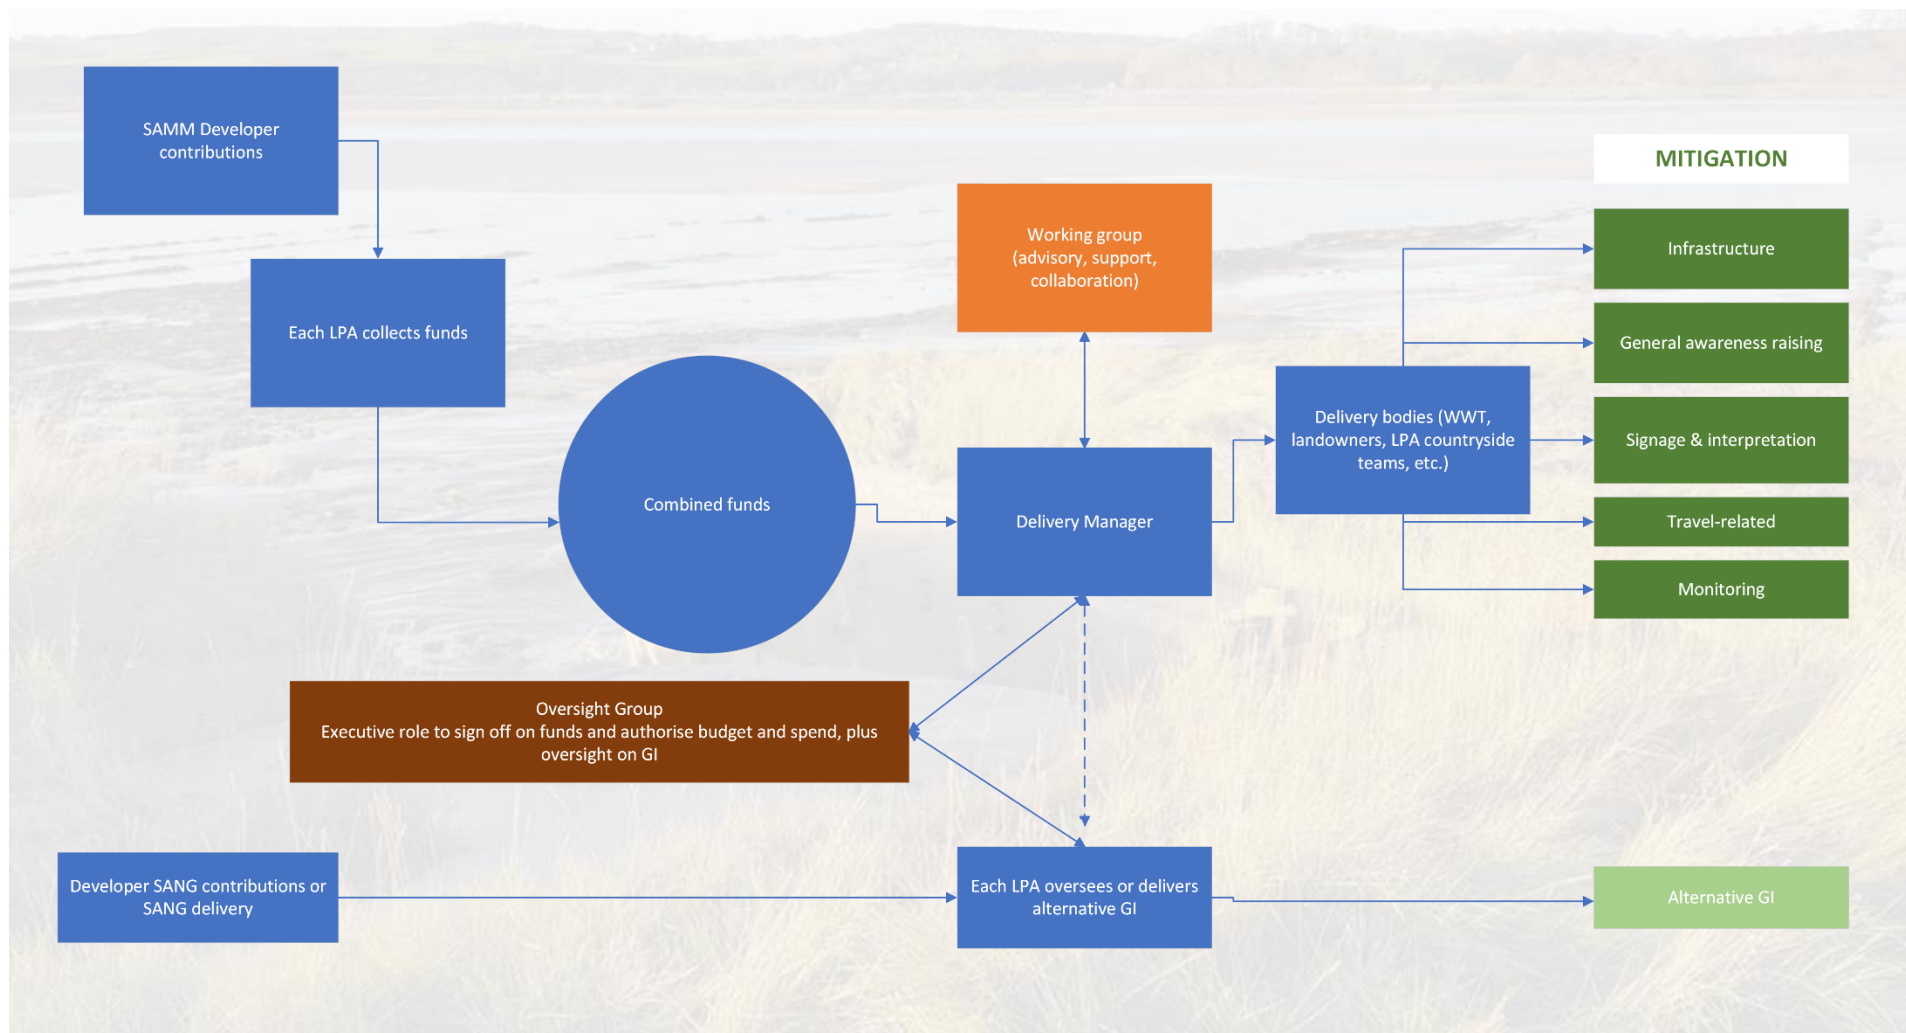 SAMM Developer
contributions
Each LPA collects funds
Combined funds
Working group
(advisory, support,
collaboration)
Delivery Manager
Delivery bodies (WWT,
landowners, LPA countryside
teams, etc.)
MITIGATION
Infrastructure
General awareness raising
Signage & interpretation
Travel-related
Monitoring
Oversight Group
Executive role to sign off on funds and authorise budget and spend, plus
oversight on GI
Developer SANG contributions or
SANG delivery
Each LPA oversees or delivers
alternative GI
Alternative GI